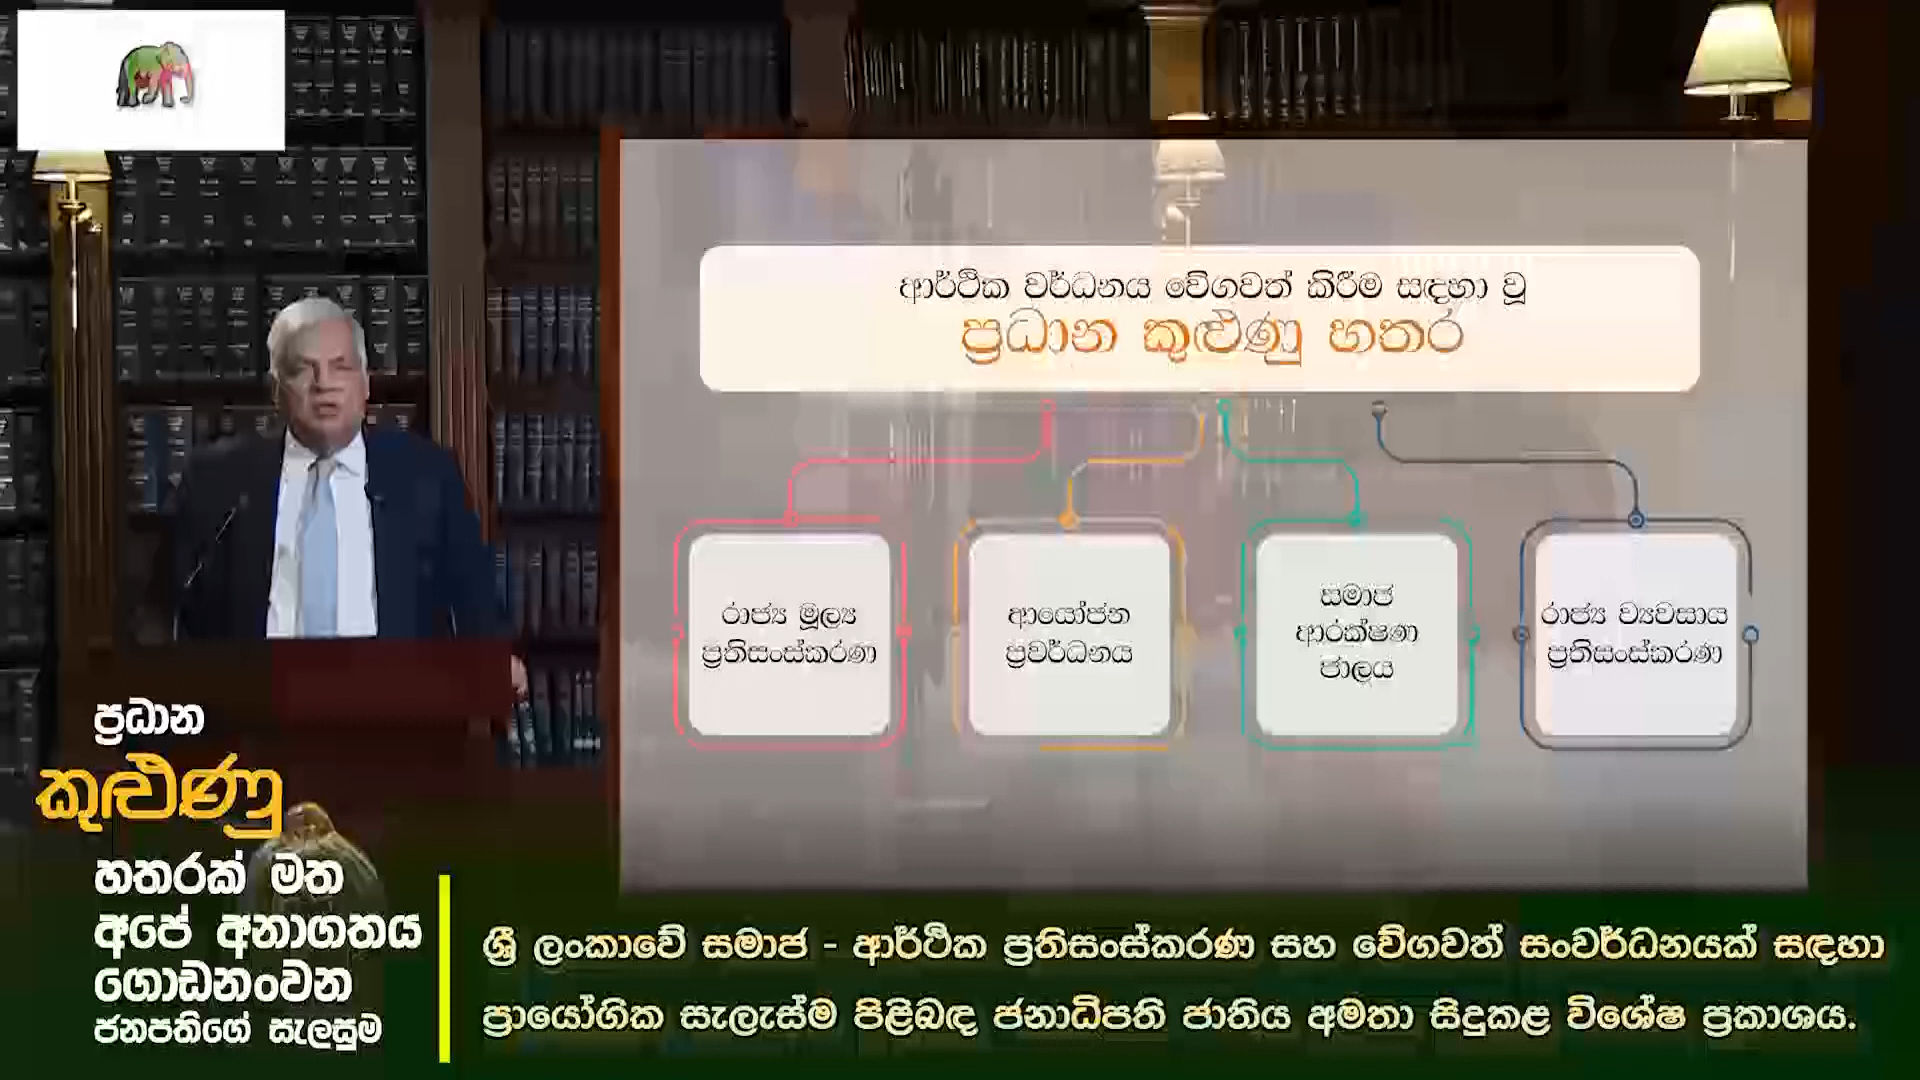 ආර්ථික වර්ධනය වේගවත් කිරීම සඳහා වූ
ප්‍රධාන කුළුණු හතර
රාජ්‍ය මූල්‍ය
ප්‍රතිසංස්කරණ
ආයෝජන
ප්‍රවර්ධනය
සමාජ
ආරක්ෂණ
ජාලය
රාජ්‍ය ව්‍යවසාය
ප්‍රතිසංස්කරණ
ප්‍රධාන
කුළුණු
හතරක් මත
අපේ අනාගතය
ගොඩනංවන
ජනපතිගේ සැලසුම
ශ්‍රී ලංකාවේ සමාජ - ආර්ථික ප්‍රතිසංස්කරණ සහ වේගවත් සංවර්ධනයක් සඳහා
ප්‍රායෝගික සැලැස්ම පිළිබඳ ජනාධිපති ජාතිය අමතා සිදුකළ විශේෂ ප්‍රකාශය.